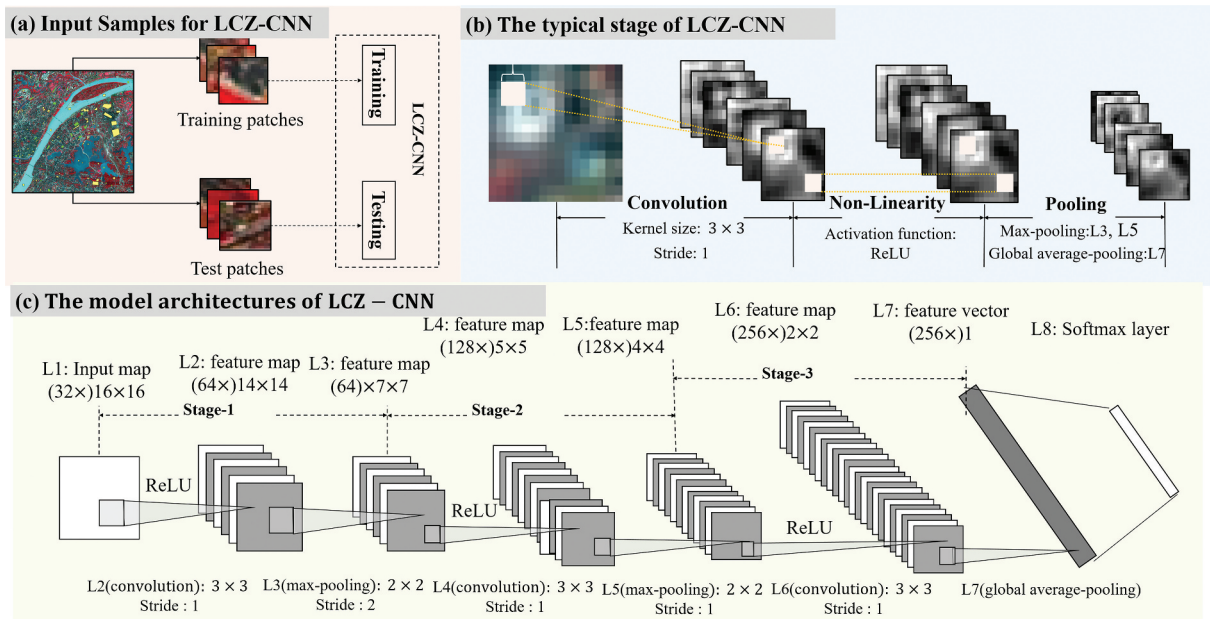 (a) Input Samples for LCZ-CNN
Training patches
Test patches
Training
Testing
LCZ-CNN
(b) The typical stage of LCZ-CNN
Convolution
Kernel size: 3 × 3
Stride: 1
Non-Linearity
Activation function:
ReLU
Pooling
Max-pooling:L3, L5
Global average-pooling:L7
(c) The model architectures of LCZ − CNN
L1: Input map
(32×)16×16
L2: feature map
(64×)14×14
L3: feature map
(64)×7×7
L4: feature map
(128×)5×5
L5:feature map
(128×)4×4
L6: feature map
(256×)2×2
L7: feature vector
(256×)1
L8: Softmax layer
Stage-1
Stage-2
Stage-3
ReLU
ReLU
ReLU
L2(convolution): 3 × 3
Stride : 1
L3(max-pooling): 2 × 2
Stride : 2
L4(convolution): 3 × 3
Stride : 1
L5(max-pooling): 2 × 2
Stride : 1
L6(convolution): 3 × 3
Stride : 1
L7(global average-pooling)